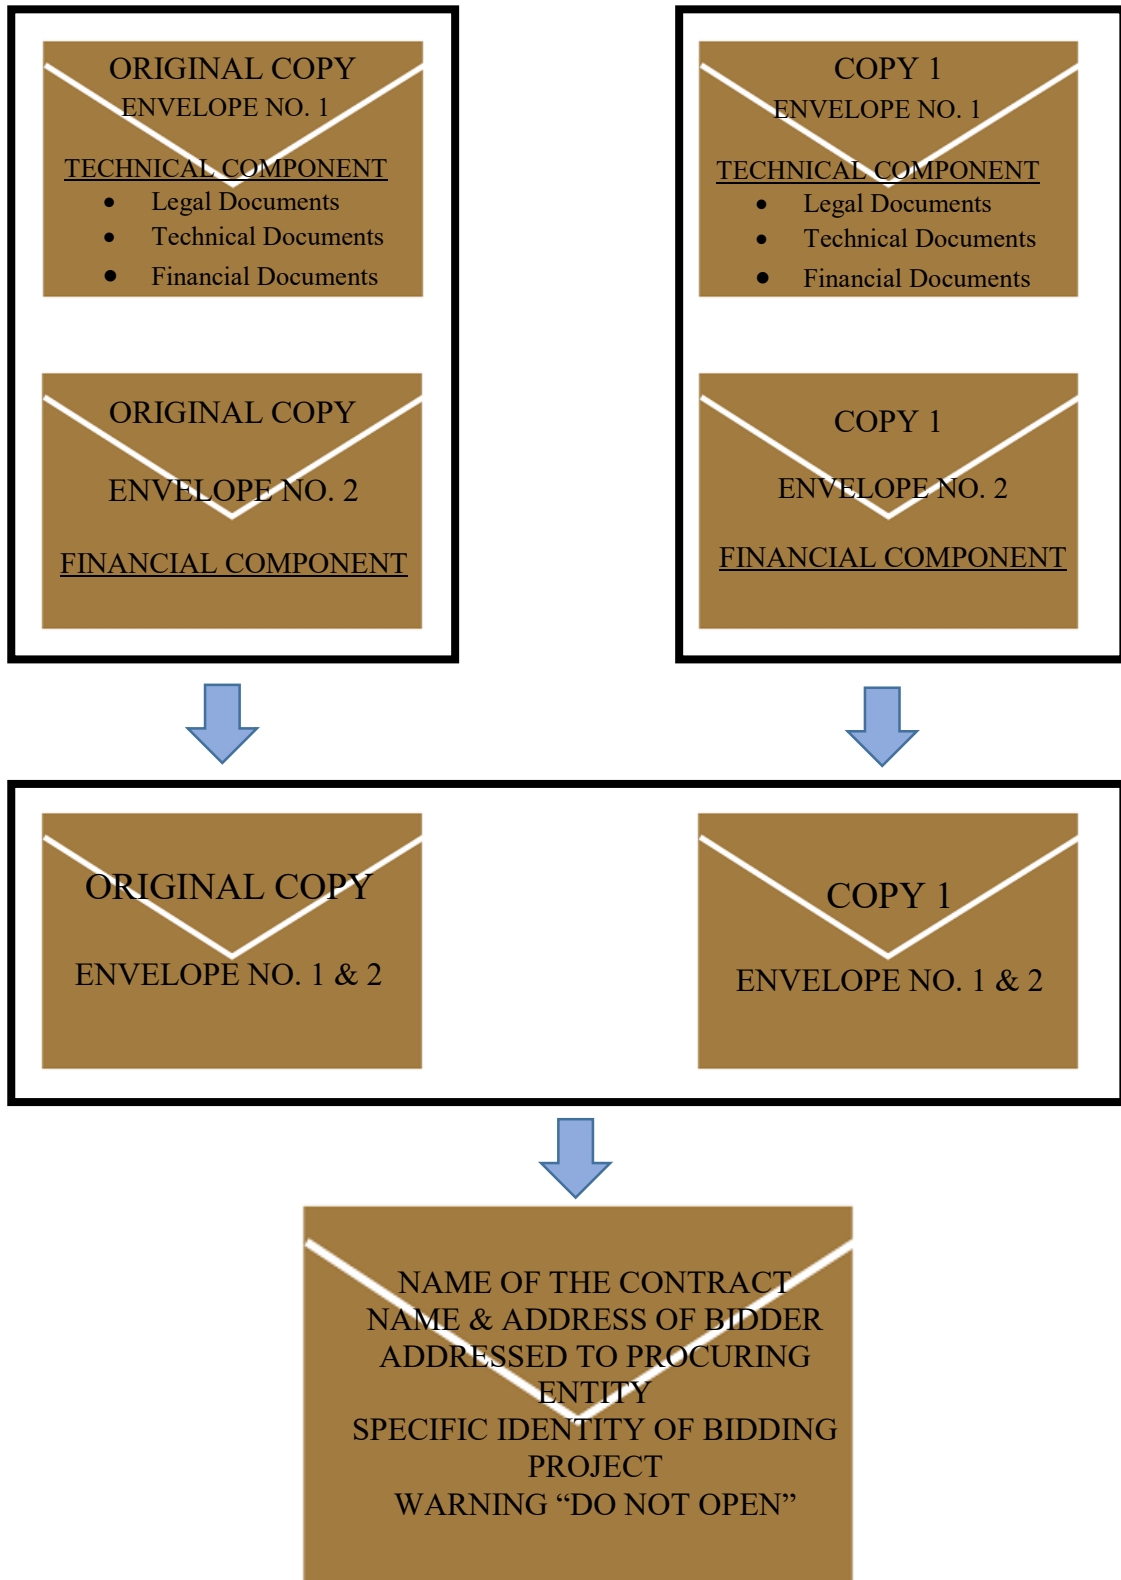 ORIGINAL COPY
ENVELOPE NO. 1
TECHNICAL COMPONENT
• Legal Documents
• Technical Documents
• Financial Documents
COPY 1
ENVELOPE NO. 1
TECHNICAL COMPONENT
• Legal Documents
• Technical Documents
• Financial Documents
ORIGINAL COPY
ENVELOPE NO. 2
FINANCIAL COMPONENT
COPY 1
ENVELOPE NO. 2
FINANCIAL COMPONENT
ORIGINAL COPY
ENVELOPE NO. 1 & 2
COPY 1
ENVELOPE NO. 1 & 2
NAME OF THE CONTRACT
NAME & ADDRESS OF BIDDER
ADDRESSED TO PROCURING
ENTITY
SPECIFIC IDENTITY OF BIDDING
PROJECT
WARNING “DO NOT OPEN”